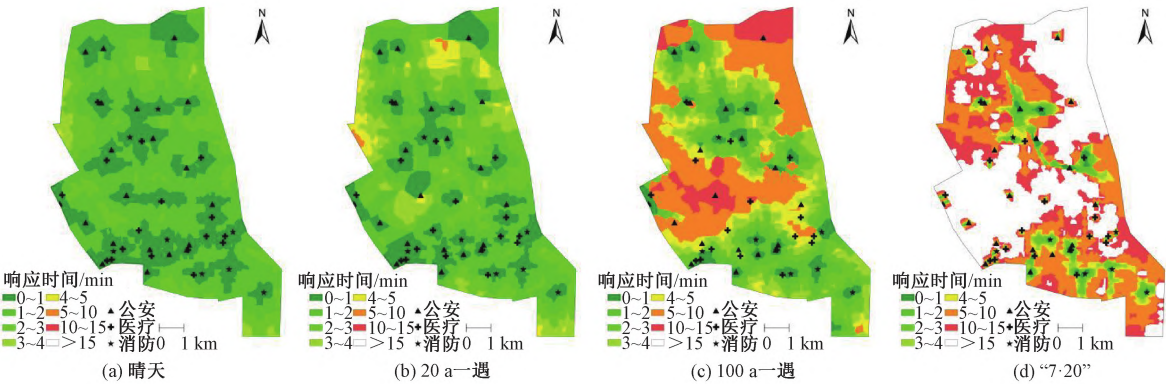 N
N
N
N
响应时间/min
0~1 4~5
1~2 5~10 公安
2~3 10~15 医疗
3~4 >15 消防 0 1 km
(a) 晴天
响应时间/min
0~1 4~5
1~2 5~10 公安
2~3 10~15 医疗
3~4 >15 消防 0 1 km
(b) 20 a一遇
响应时间/min
0~1 4~5
1~2 5~10 公安
2~3 10~15 医疗
3~4 >15 消防 0 1 km
(c) 100 a一遇
响应时间/min
0~1 4~5
1~2 5~10 公安
2~3 10~15 医疗
3~4 >15 消防 0 1 km
(d) “7·20”